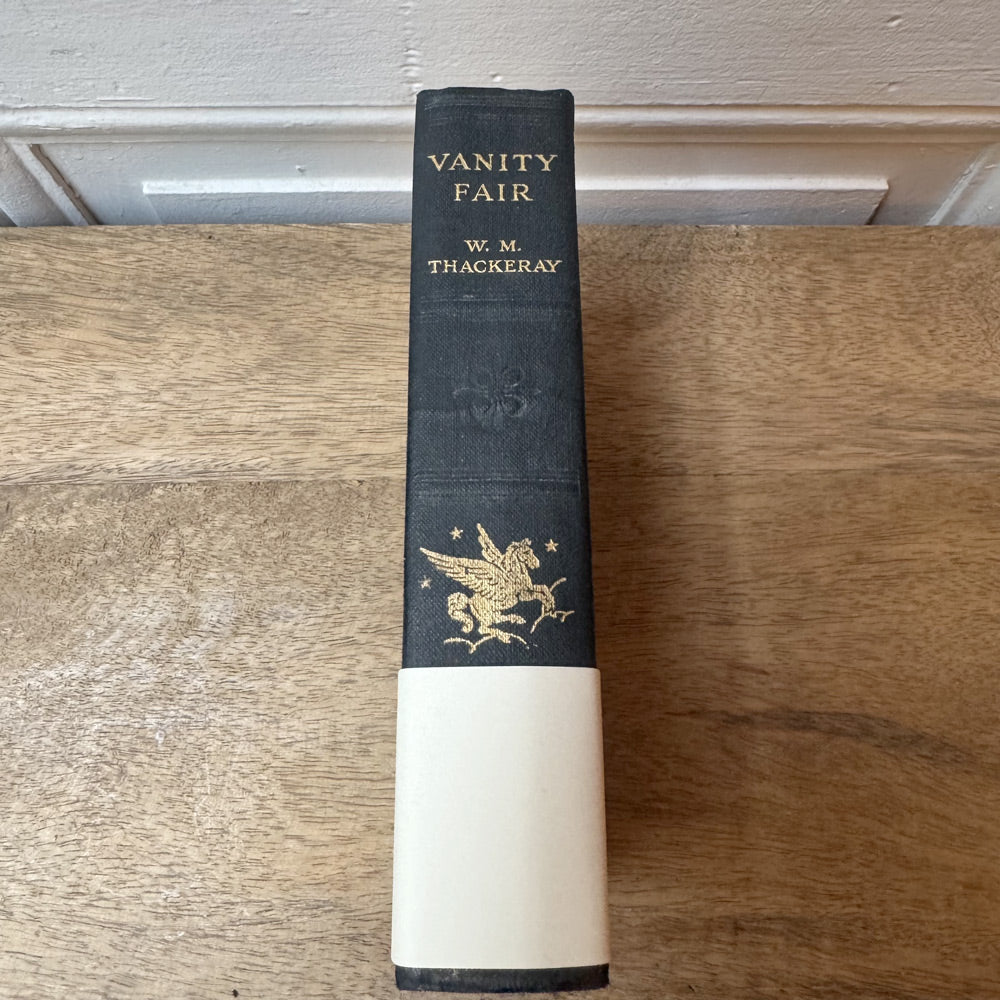 VANITY
FAIR
W. M.
THACKERAY